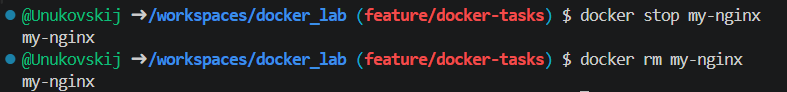 @Unukovskij ➜/workspaces/docker_lab (feature/docker-tasks) $ docker stop my-nginx
my-nginx
@Unukovskij ➜/workspaces/docker_lab (feature/docker-tasks) $ docker rm my-nginx
my-nginx